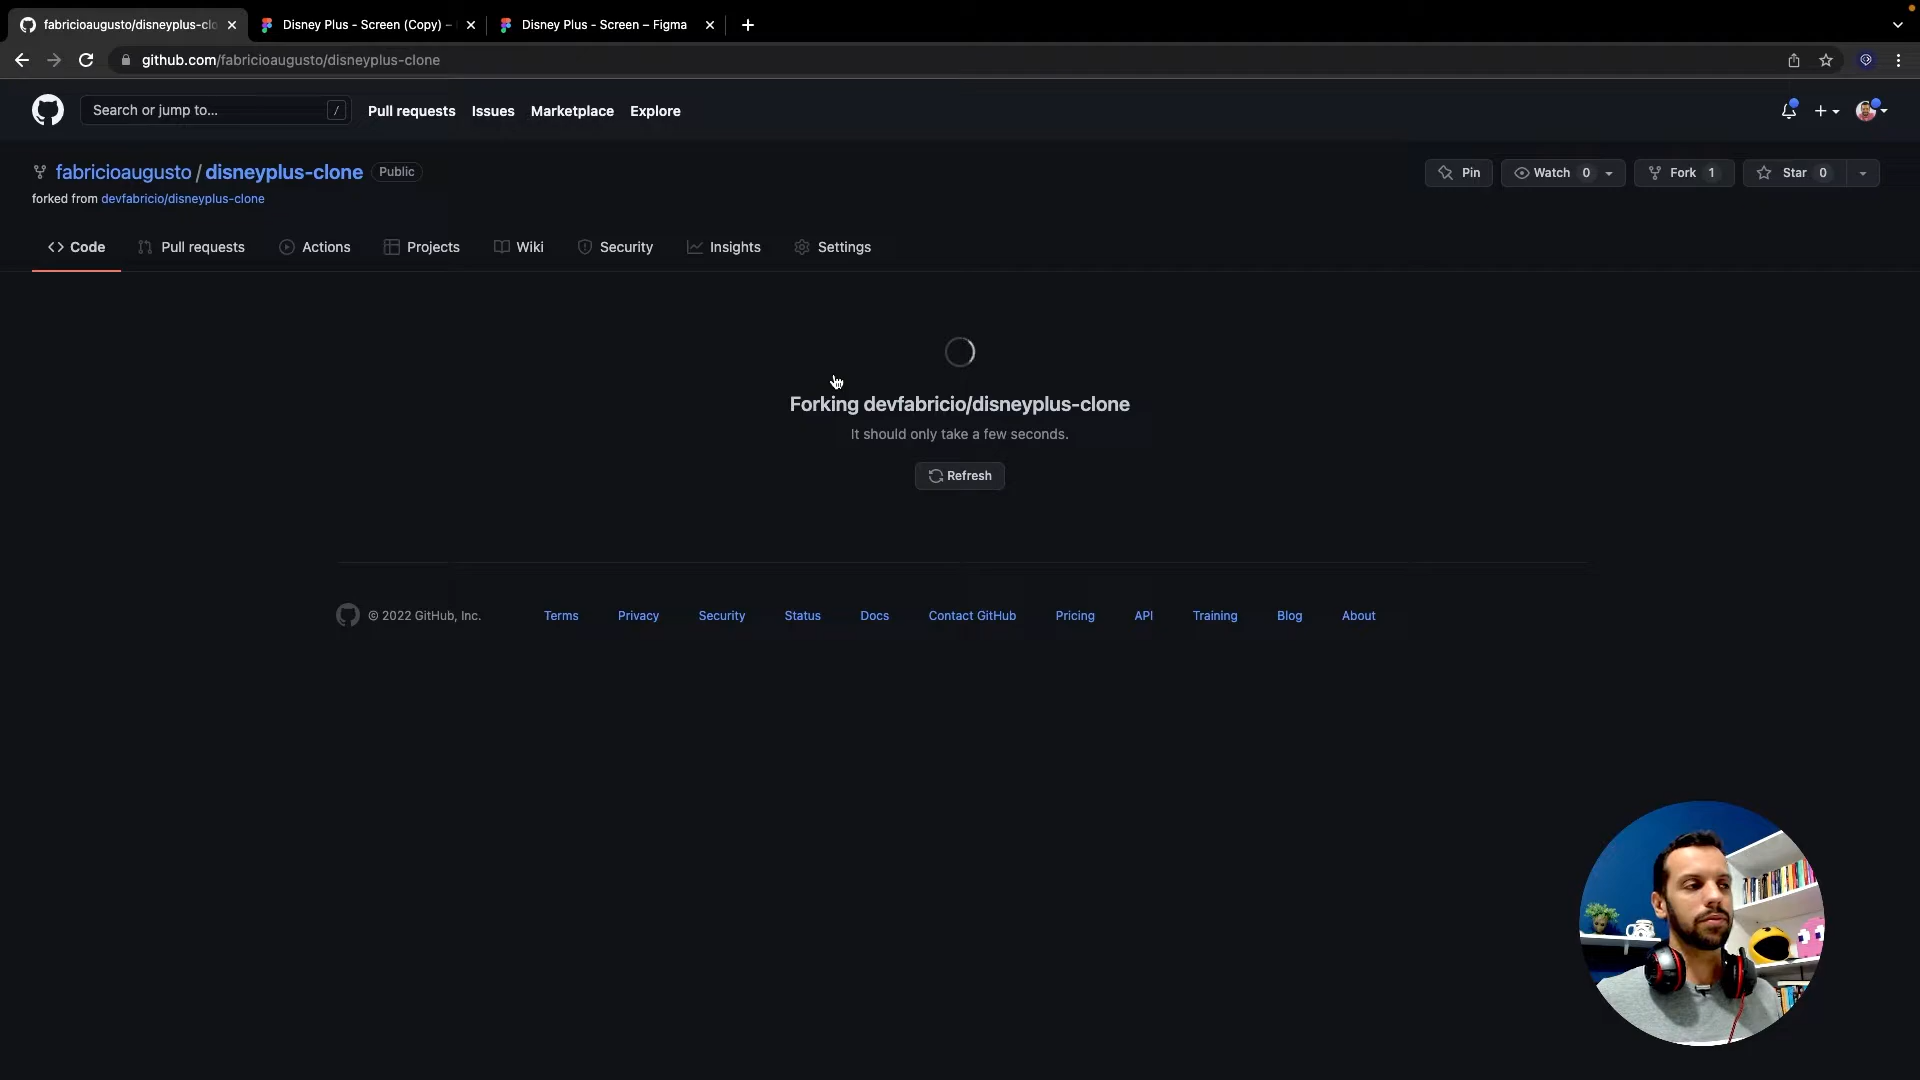 fabricioaugusto/disneyplus-clo
Disney Plus - Screen (Copy) –
Disney Plus - Screen – Figma
github.com/fabricioaugusto/disneyplus-clone
Search or jump to... /
Pull requests Issues Marketplace Explore
fabricioaugusto / disneyplus-clone Public
Pin Watch 0 Fork 1 Star 0
forked from devfabricio/disneyplus-clone
Code Pull requests Actions Projects Wiki Security Insights Settings
Forking devfabricio/disneyplus-clone
It should only take a few seconds.
Refresh
© 2022 GitHub, Inc. Terms Privacy Security Status Docs Contact GitHub Pricing API Training Blog About